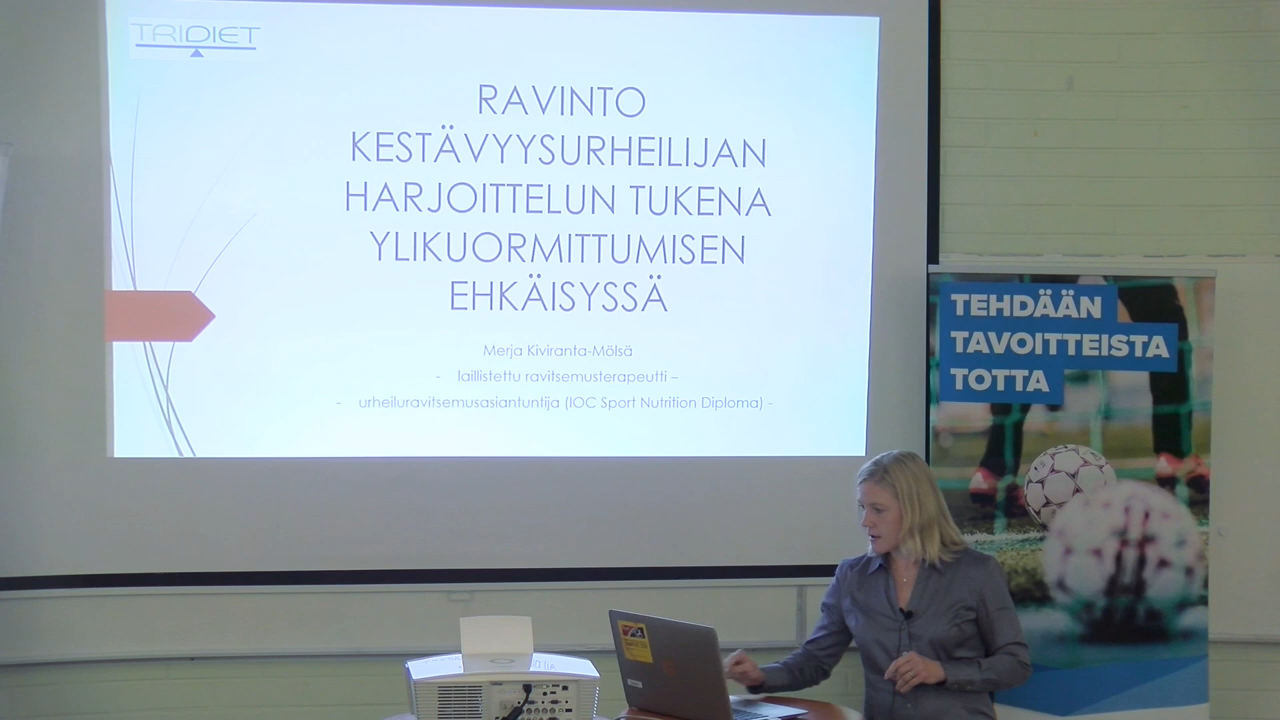 TRIDIET
RAVINTO
KESTÄVYYSURHEILIJAN
HARJOITTELUN TUKENA
YLIKUORMITTUMISEN
EHKÄISYSSÄ
Merja Kiviranta-Mölsä
- laillistettu ravitsemusterapeutti –
- urheiluravitsemusasiantuntija (IOC Sport Nutrition Diploma) -
TEHDÄÄN
TAVOITTEISTA
TOTTA